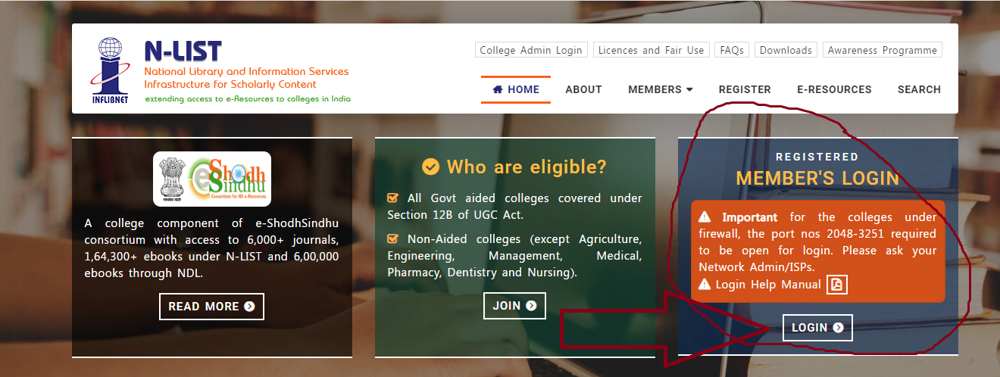 N-LIST
National Library and Information Services
Infrastructure for Scholarly Content
extending access to e-Resources to colleges in India
INFLIBNET
College Admin Login
Licences and Fair Use
FAQs
Downloads
Awareness Programme
HOME
ABOUT
MEMBERS
REGISTER
E-RESOURCES
SEARCH
सत्यमेव जयते
e Shodh
Sindhu
Consortium for HE e-Resources
A college component of e-ShodhSindhu
consortium with access to 6,000+ journals,
1,64,300+ ebooks under N-LIST and 6,00,000
ebooks through NDL.
READ MORE
Who are eligible?
All Govt aided colleges covered under
Section 12B of UGC Act.
Non-Aided colleges (except Agriculture,
Engineering, Management, Medical,
Pharmacy, Dentistry and Nursing).
JOIN
REGISTERED
MEMBER'S LOGIN
Important for the colleges under
firewall, the port nos 2048-3251 required
to be open for login. Please ask your
Network Admin/ISPs.
Login Help Manual
LOGIN